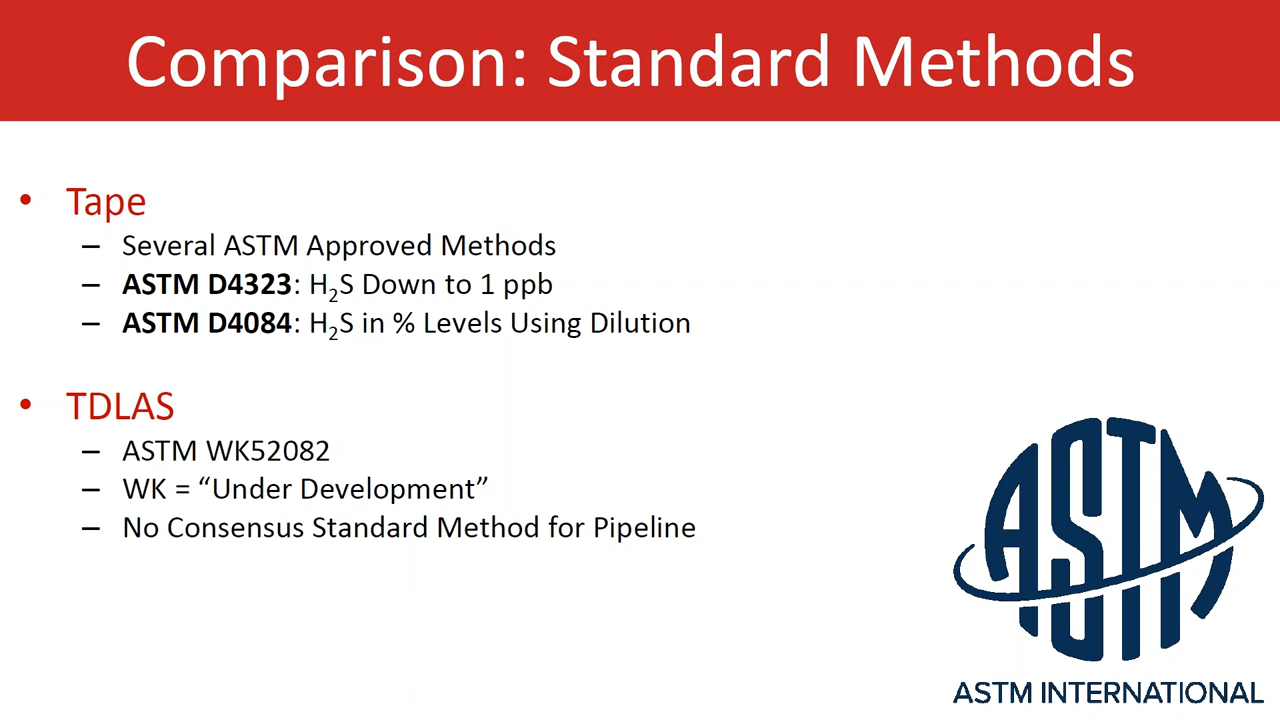 Comparison: Standard Methods
• Tape
– Several ASTM Approved Methods
– ASTM D4323: H₂S Down to 1 ppb
– ASTM D4084: H₂S in % Levels Using Dilution
• TDLAS
– ASTM WK52082
– WK = “Under Development”
– No Consensus Standard Method for Pipeline
ASTM
ASTM INTERNATIONAL